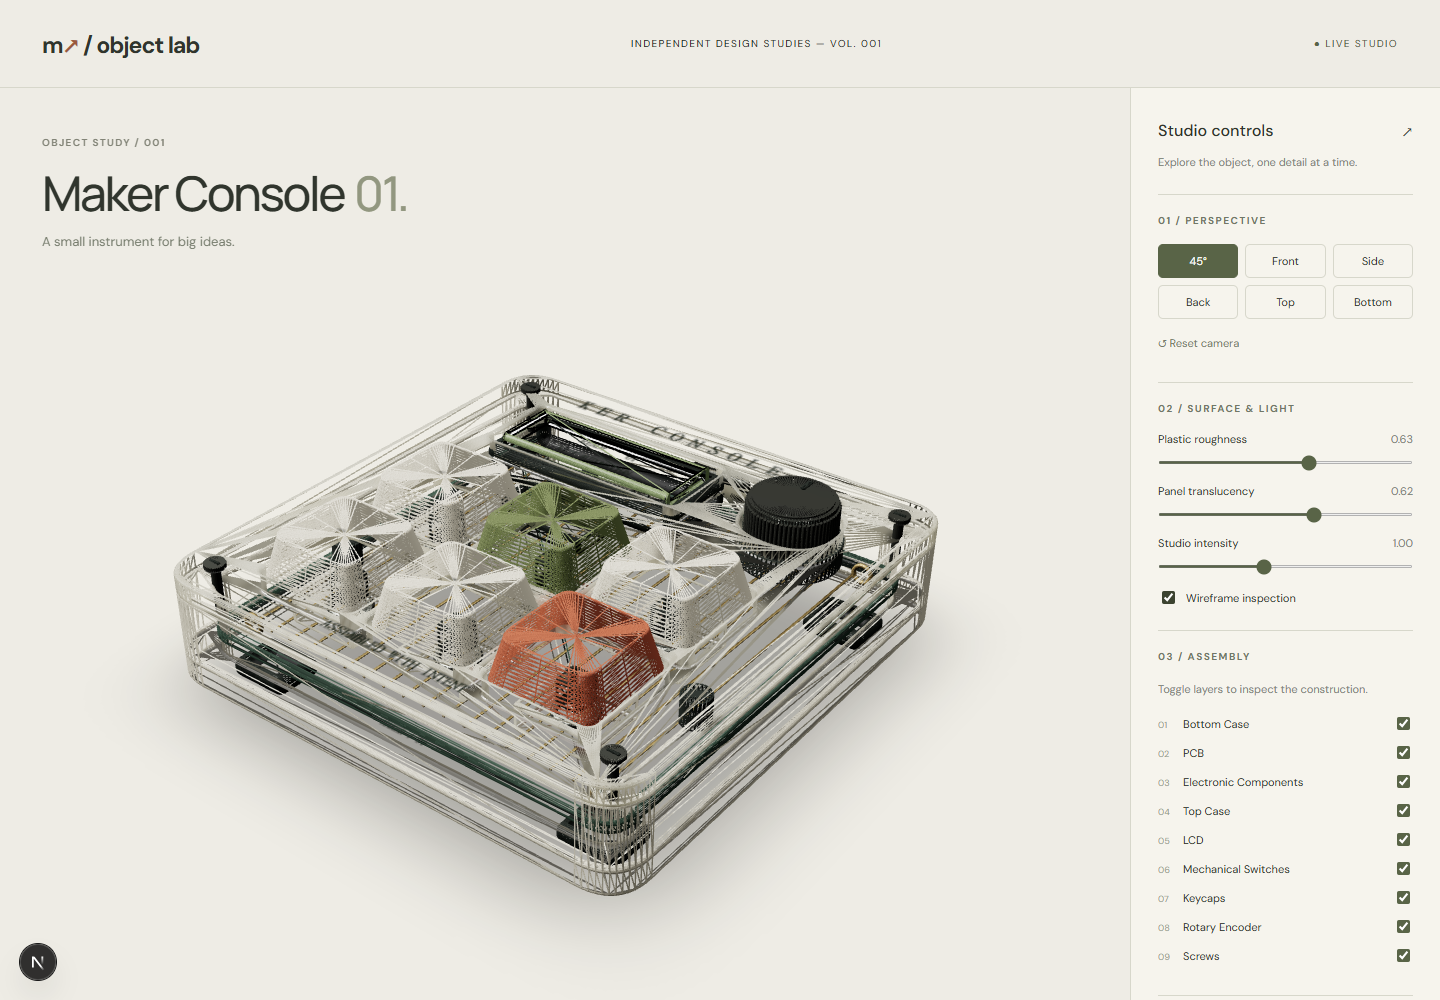 m↗ / object lab
INDEPENDENT DESIGN STUDIES — VOL. 001
● LIVE STUDIO
OBJECT STUDY / 001
Maker Console 01.
A small instrument for big ideas.
KER CONSOLE
Studio controls ↗
Explore the object, one detail at a time.
01 / PERSPECTIVE
45° Front Side
Back Top Bottom
↺ Reset camera
02 / SURFACE & LIGHT
Plastic roughness 0.63
Panel translucency 0.62
Studio intensity 1.00
Wireframe inspection
03 / ASSEMBLY
Toggle layers to inspect the construction.
01 Bottom Case
02 PCB
03 Electronic Components
04 Top Case
05 LCD
06 Mechanical Switches
07 Keycaps
08 Rotary Encoder
09 Screws
N